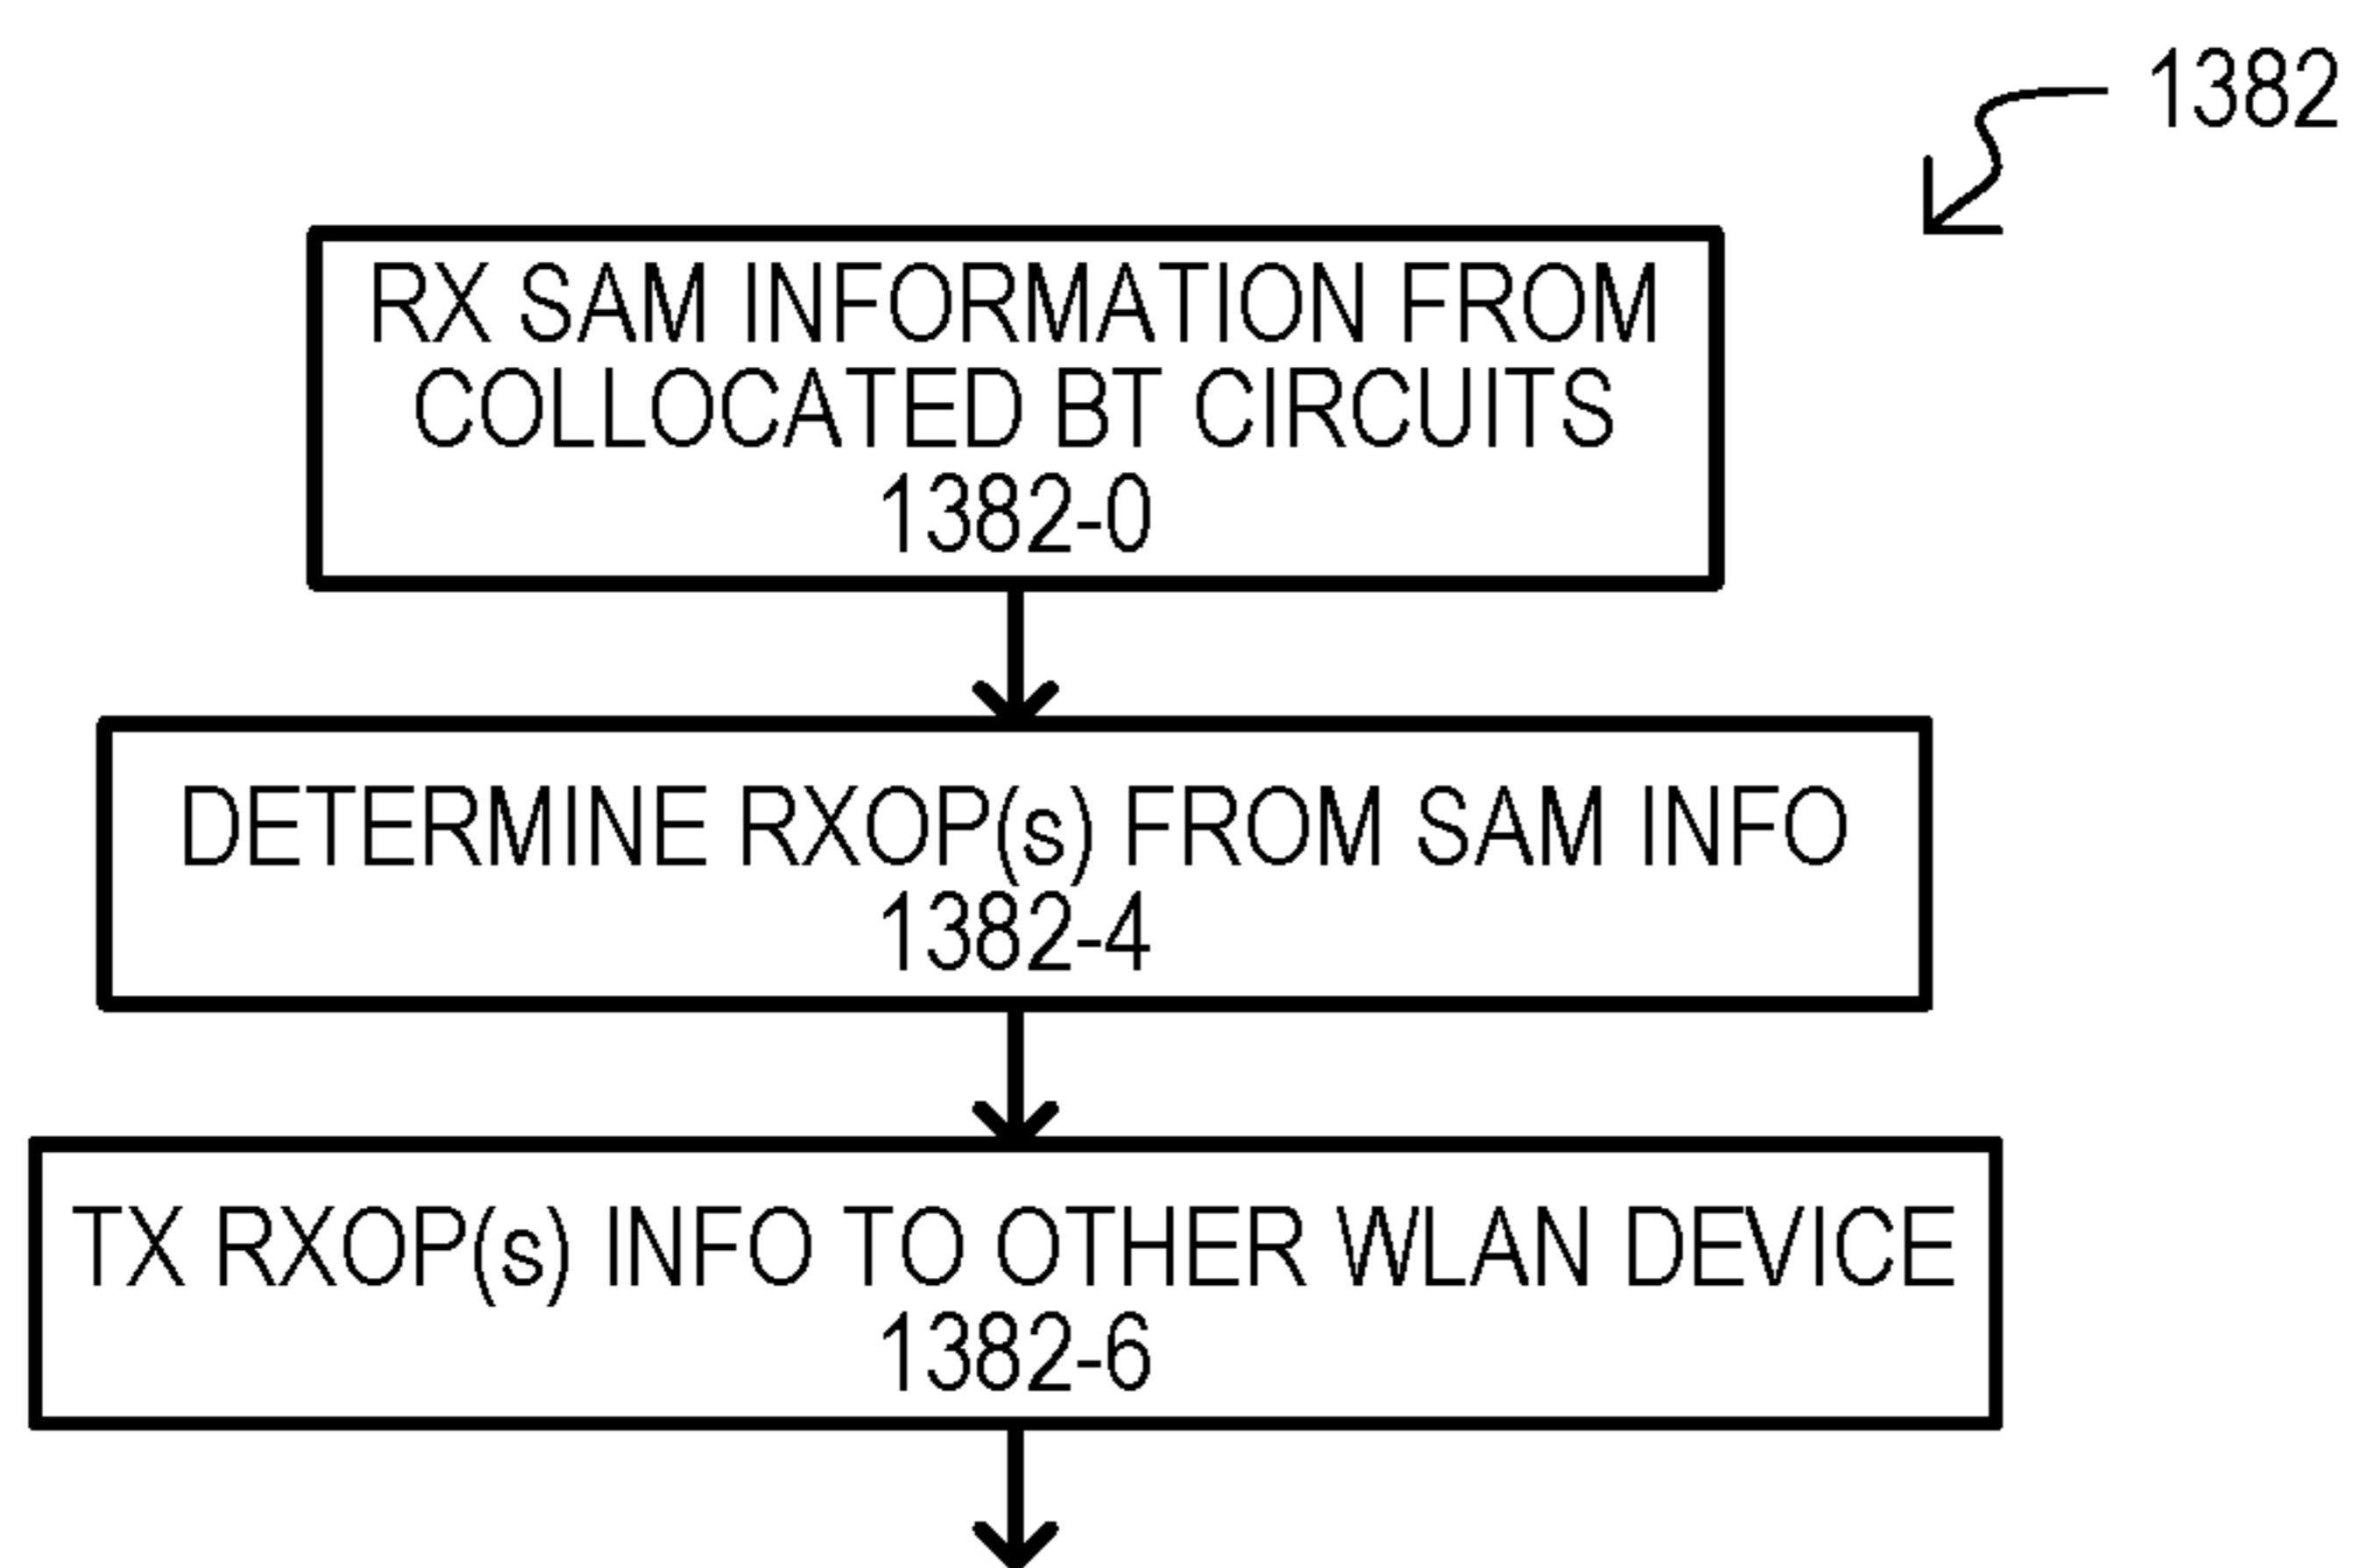 1382
RX SAM INFORMATION FROM
COLLOCATED BT CIRCUITS
1382-0
DETERMINE RXOP(s) FROM SAM INFO
1382-4
TX RXOP(s) INFO TO OTHER WLAN DEVICE
1382-6